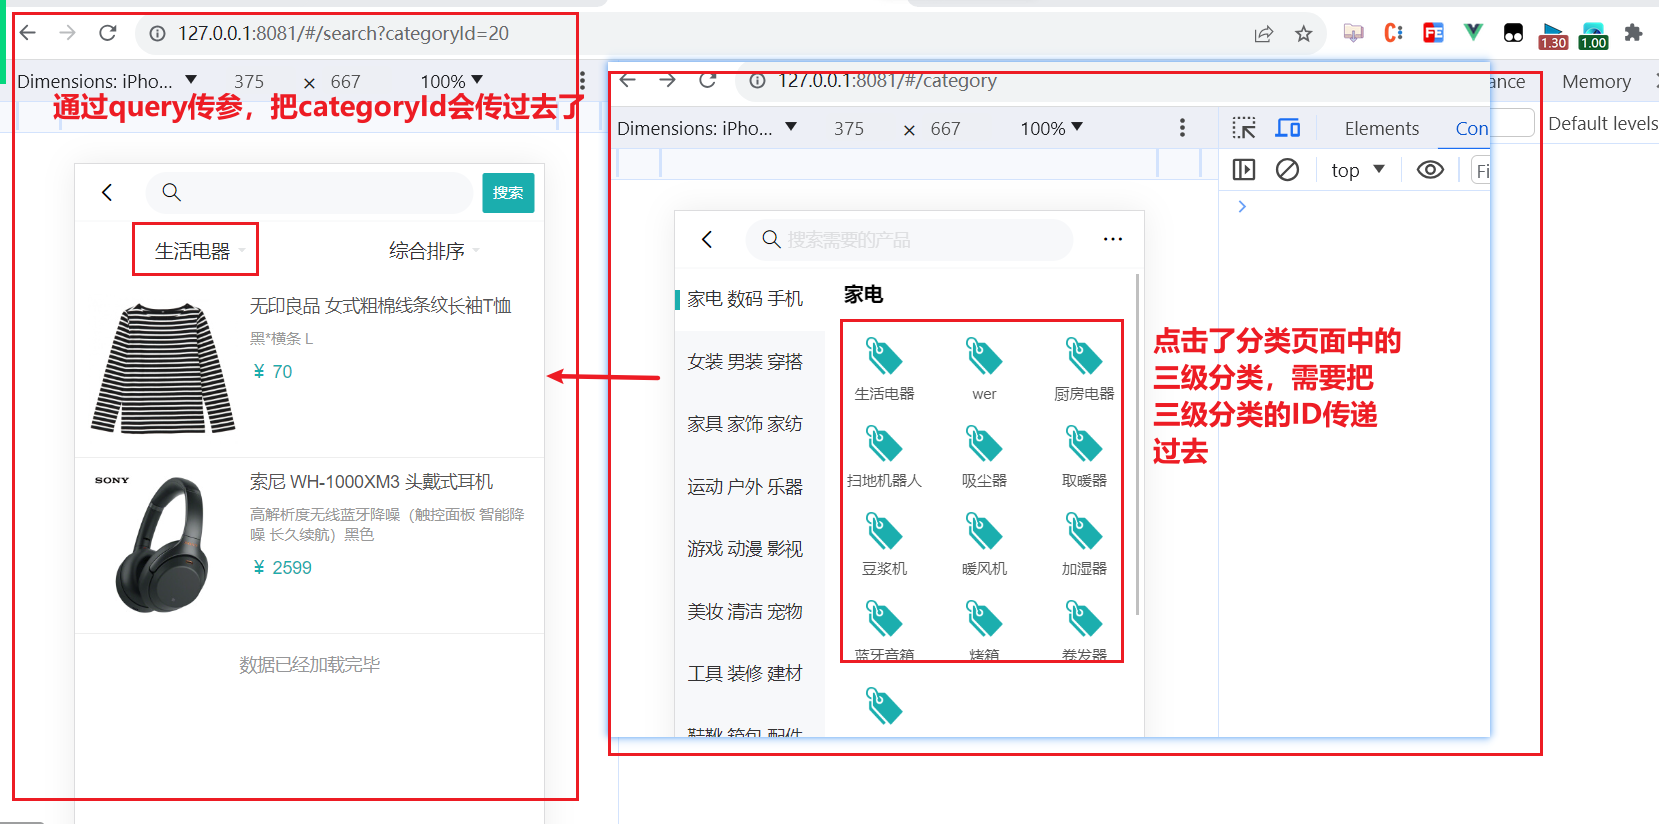 127.0.0.1:8081/#/search?categoryId=20
1.30
1.00
Dimensions: iPho...
375
×
667
100%
通过query传参，把categoryId会传过去了
搜索
生活电器
综合排序
无印良品 女式粗棉线条纹长袖T恤
黑*横条 L
¥ 70
SONY
索尼 WH-1000XM3 头戴式耳机
高解析度无线蓝牙降噪（触控面板 智能降
噪 长久续航）黑色
¥ 2599
数据已经加载完毕
127.0.0.1:8081/#/category
Dimensions: iPho...
375
×
667
100%
Elements
Con
ance
Memory
Default levels
top
Fi
搜索需要的产品
家电 数码 手机
女装 男装 穿搭
家具 家饰 家纺
运动 户外 乐器
游戏 动漫 影视
美妆 清洁 宠物
工具 装修 建材
鞋靴 箱包 配件
家电
生活电器
wer
厨房电器
扫地机器人
吸尘器
取暖器
豆浆机
暖风机
加湿器
蓝牙音箱
烤箱
卷发器
点击了分类页面中的
三级分类，需要把
三级分类的ID传递
过去